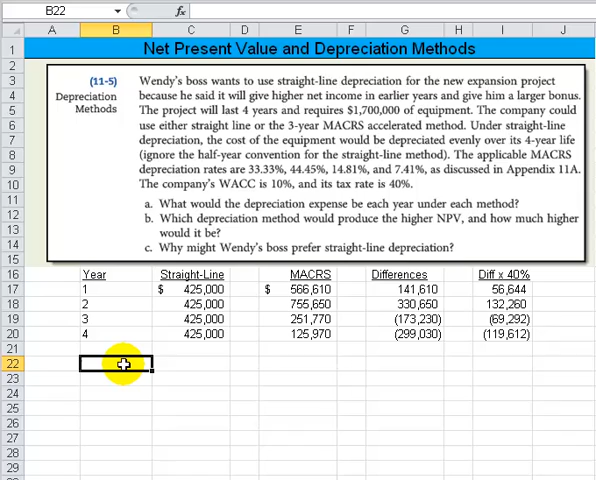 B22 fx
A B C D E F G H I J
1 Net Present Value and Depreciation Methods
2
3 (11-5) Wendy's boss wants to use straight-line depreciation for the new expansion project
4 Depreciation because he said it will give higher net income in earlier years and give him a larger bonus.
5 Methods The project will last 4 years and requires $1,700,000 of equipment. The company could
6 use either straight line or the 3-year MACRS accelerated method. Under straight-line
7 depreciation, the cost of the equipment would be depreciated evenly over its 4-year life
8 (ignore the half-year convention for the straight-line method). The applicable MACRS
9 depreciation rates are 33.33%, 44.45%, 14.81%, and 7.41%, as discussed in Appendix 11A.
10 The company's WACC is 10%, and its tax rate is 40%.
11 a. What would the depreciation expense be each year under each method?
12 b. Which depreciation method would produce the higher NPV, and how much higher
13 would it be?
14 c. Why might Wendy's boss prefer straight-line depreciation?
15
16 Year Straight-Line MACRS Differences Diff x 40%
17 1 $ 425,000 $ 566,610 141,610 56,644
18 2 425,000 755,650 330,650 132,260
19 3 425,000 251,770 (173,230) (69,292)
20 4 425,000 125,970 (299,030) (119,612)
21
22
23
24
25
26
27
28
29